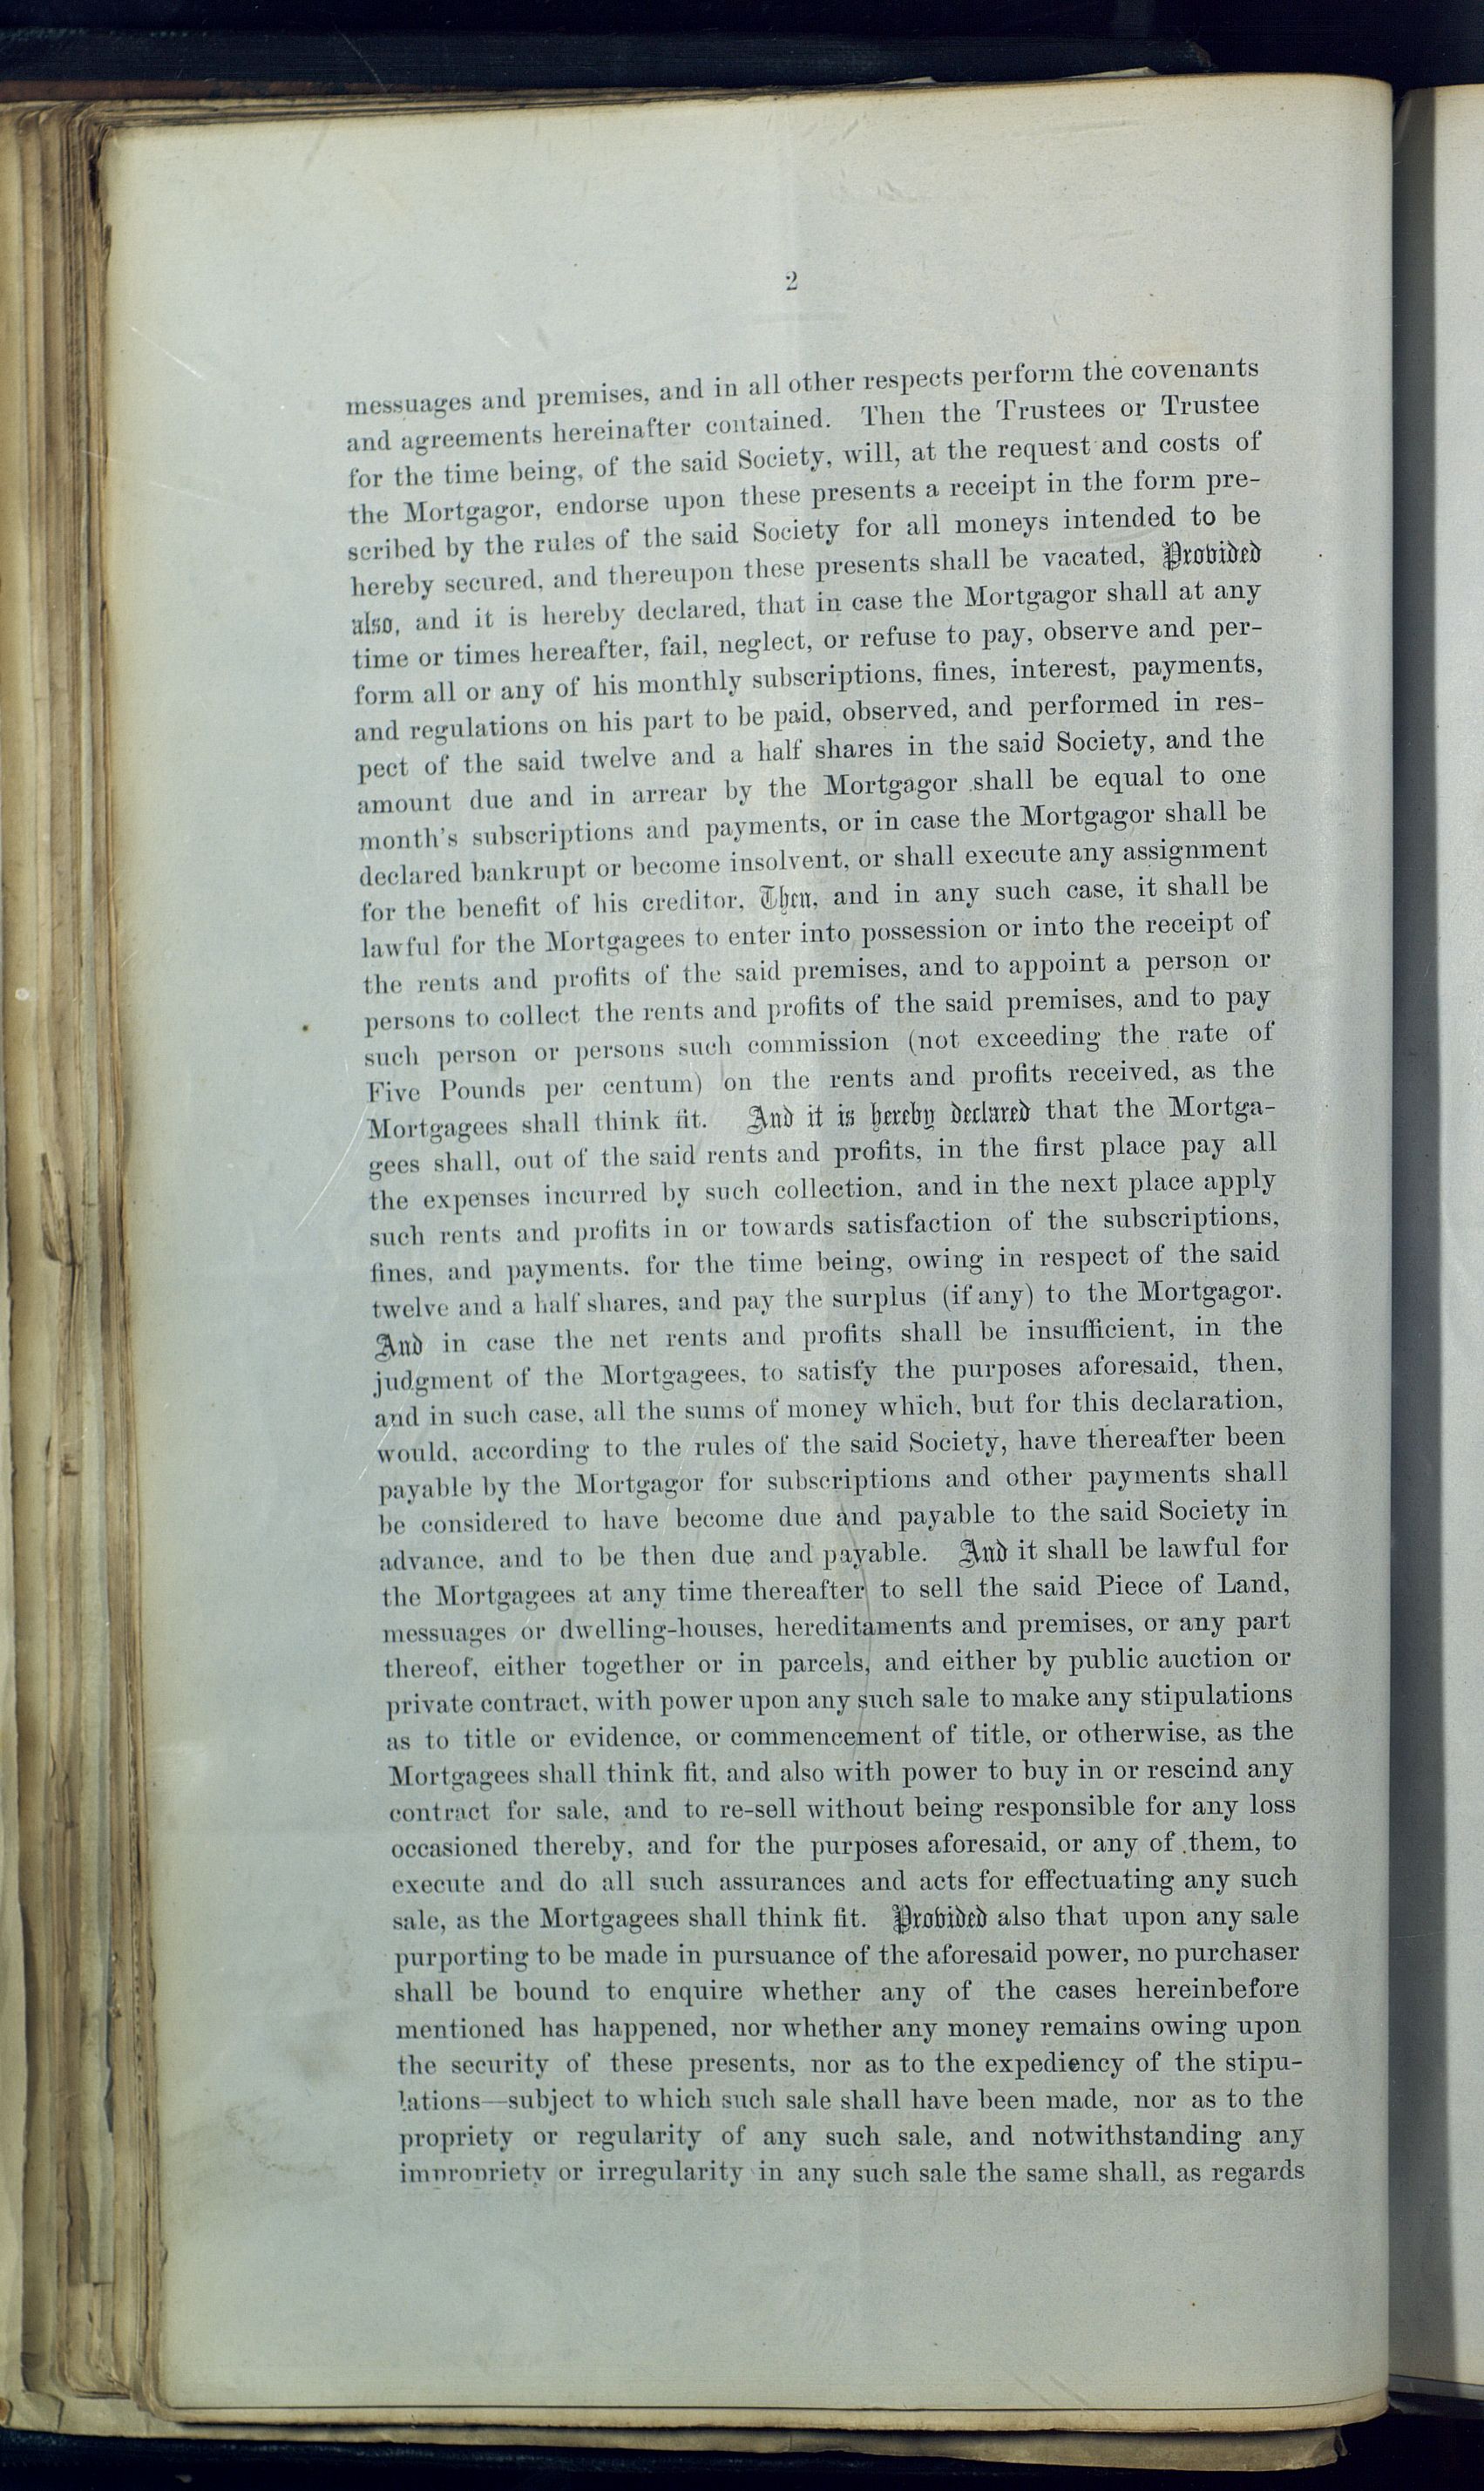 2
messuages and premises, and in all other respects perform the covenants
and agreements hereinafter contained. Then the Trustees or Trustee
for the time being, of the said Society, will, at the request and costs of
the Mortgagor, endorse upon these presents a receipt in the form pre-
scribed by the rules of the said Society for all moneys intended to be
hereby secured, and thereupon these presents shall be vacated, Provided
also, and it is hereby declared, that in case the Mortgagor shall at any
time or times hereafter, fail, neglect, or refuse to pay, observe and per-
form all or any of his monthly subscriptions, fines, interest, payments,
and regulations on his part to be paid, observed, and performed in res-
pect of the said twelve and a half shares in the said Society, and the
amount due and in arrear by the Mortgagor shall be equal to one
month's subscriptions and payments, or in case the Mortgagor shall be
declared bankrupt or become insolvent, or shall execute any assignment
for the benefit of his creditor, Then, and in any such case, it shall be
lawful for the Mortgagees to enter into possession or into the receipt of
the rents and profits of the said premises, and to appoint a person or
persons to collect the rents and profits of the said premises, and to pay
such person or persons such commission (not exceeding the rate of
Five Pounds per centum) on the rents and profits received, as the
Mortgagees shall think fit. And it is hereby declared that the Mortga-
gees shall, out of the said rents and profits, in the first place pay all
the expenses incurred by such collection, and in the next place apply
such rents and profits in or towards satisfaction of the subscriptions,
fines, and payments. for the time being, owing in respect of the said
twelve and a half shares, and pay the surplus (if any) to the Mortgagor.
And in case the net rents and profits shall be insufficient, in the
judgment of the Mortgagees, to satisfy the purposes aforesaid, then,
and in such case, all the sums of money which, but for this declaration,
would, according to the rules of the said Society, have thereafter been
payable by the Mortgagor for subscriptions and other payments shall
be considered to have become due and payable to the said Society in
advance, and to be then due and payable. And it shall be lawful for
the Mortgagees at any time thereafter to sell the said Piece of Land,
messuages or dwelling-houses, hereditaments and premises, or any part
thereof, either together or in parcels, and either by public auction or
private contract, with power upon any such sale to make any stipulations
as to title or evidence, or commencement of title, or otherwise, as the
Mortgagees shall think fit, and also with power to buy in or rescind any
contract for sale, and to re-sell without being responsible for any loss
occasioned thereby, and for the purposes aforesaid, or any of them, to
execute and do all such assurances and acts for effectuating any such
sale, as the Mortgagees shall think fit. Provided also that upon any sale
purporting to be made in pursuance of the aforesaid power, no purchaser
shall be bound to enquire whether any of the cases hereinbefore
mentioned has happened, nor whether any money remains owing upon
the security of these presents, nor as to the expediency of the stipu-
lations—subject to which such sale shall have been made, nor as to the
propriety or regularity of any such sale, and notwithstanding any
impropriety or irregularity in any such sale the same shall, as regards